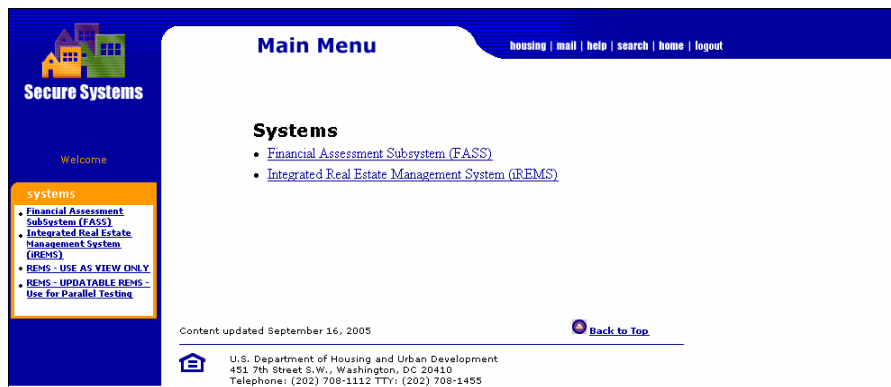 Main Menu
housing | mail | help | search | home | logout
Secure Systems
Welcome
systems
Financial Assessment
SubSystem (FASS)
Integrated Real Estate
Management System
(iREMS)
REMS - USE AS VIEW ONLY
REMS - UPDATABLE REMS -
Use for Parallel Testing
Systems
Financial Assessment Subsystem (FASS)
Integrated Real Estate Management System (iREMS)
Content updated September 16, 2005
Back to Top
U.S. Department of Housing and Urban Development
451 7th Street S.W., Washington, DC 20410
Telephone: (202) 708-1112 TTY: (202) 708-1455